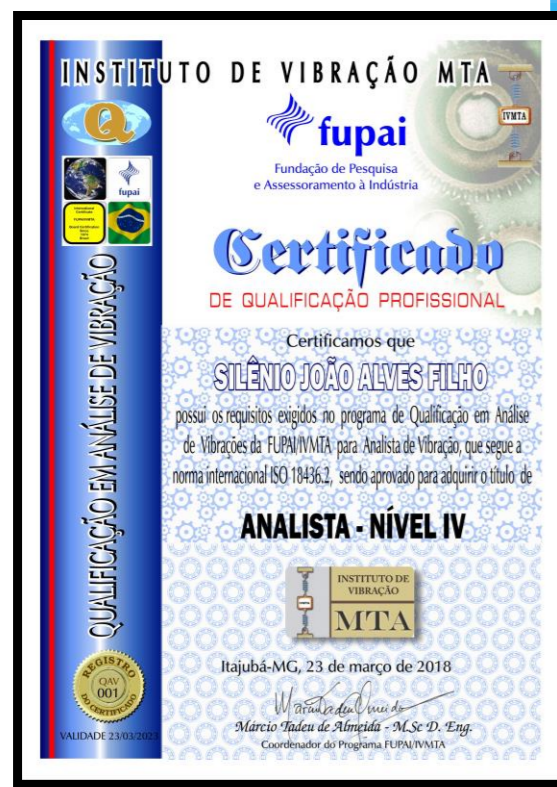 INSTITUTO DE VIBRAÇÃO MTA
IVMTA
Q
fupai
Fundação de Pesquisa
e Assessoramento à Indústria
fupai
Certificado
DE QUALIFICAÇÃO PROFISSIONAL
QUALIFICAÇÃO EM ANÁLISE DE VIBRAÇÃO
Certificamos que
SILÊNIO JOÃO ALVES FILHO
possui os requisitos exigidos no programa de Qualificação em Análise
de Vibrações da FUPAI/IVMTA para Analista de Vibração, que segue a
norma internacional ISO 18436.2, sendo aprovado para adquirir o título de
ANALISTA - NÍVEL IV
INSTITUTO DE
VIBRAÇÃO
MTA
Itajubá-MG, 23 de março de 2018
Márcio Tadeu de Almeida - M.Sc D. Eng.
Coordenador do Programa FUPAI/IVMTA
REGISTRO
QAV
001
DO CERTIFICADO
VALIDADE 23/03/2023